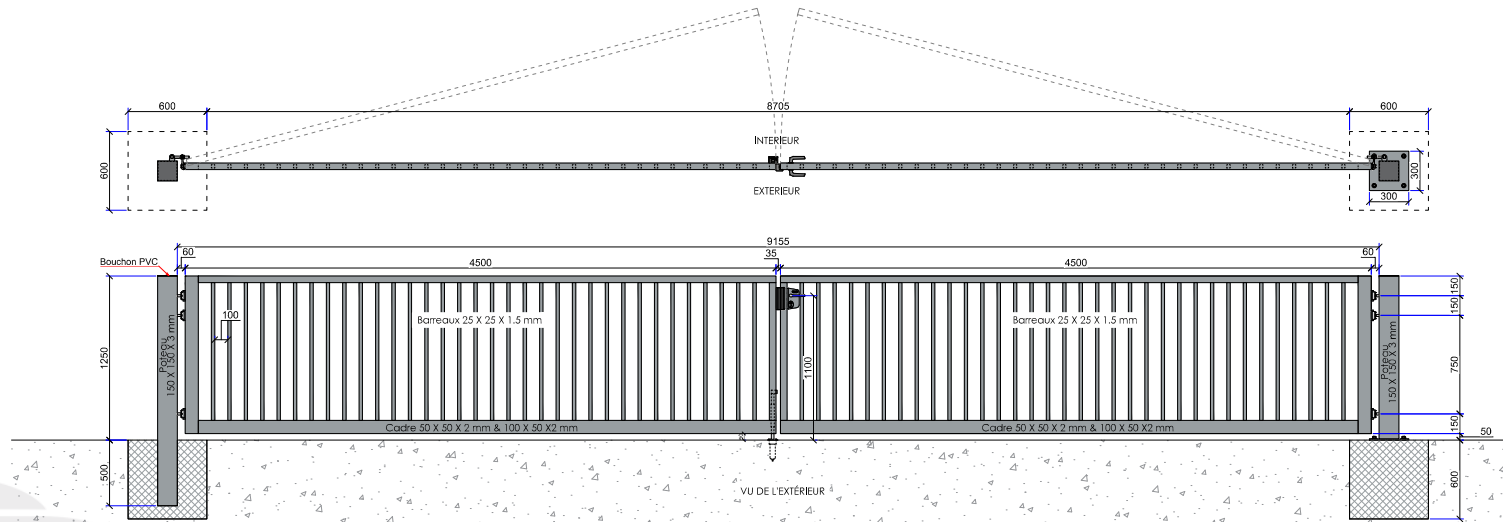 600
8705
600
600
INTERIEUR
EXTERIEUR
300
300
9155
60
35
60
Bouchon PVC
4500
4500
150
150
100
Barreaux 25 X 25 X 1.5 mm
Barreaux 25 X 25 X 1.5 mm
Poteau
150 X 150 X 3 mm
Poteau
150 X 150 X 3 mm
1250
1100
750
150
Cadre 50 X 50 X 2 mm & 100 X 50 X2 mm
Cadre 50 X 50 X 2 mm & 100 X 50 X2 mm
50
500
VU DE L'EXTÉRIEUR
600